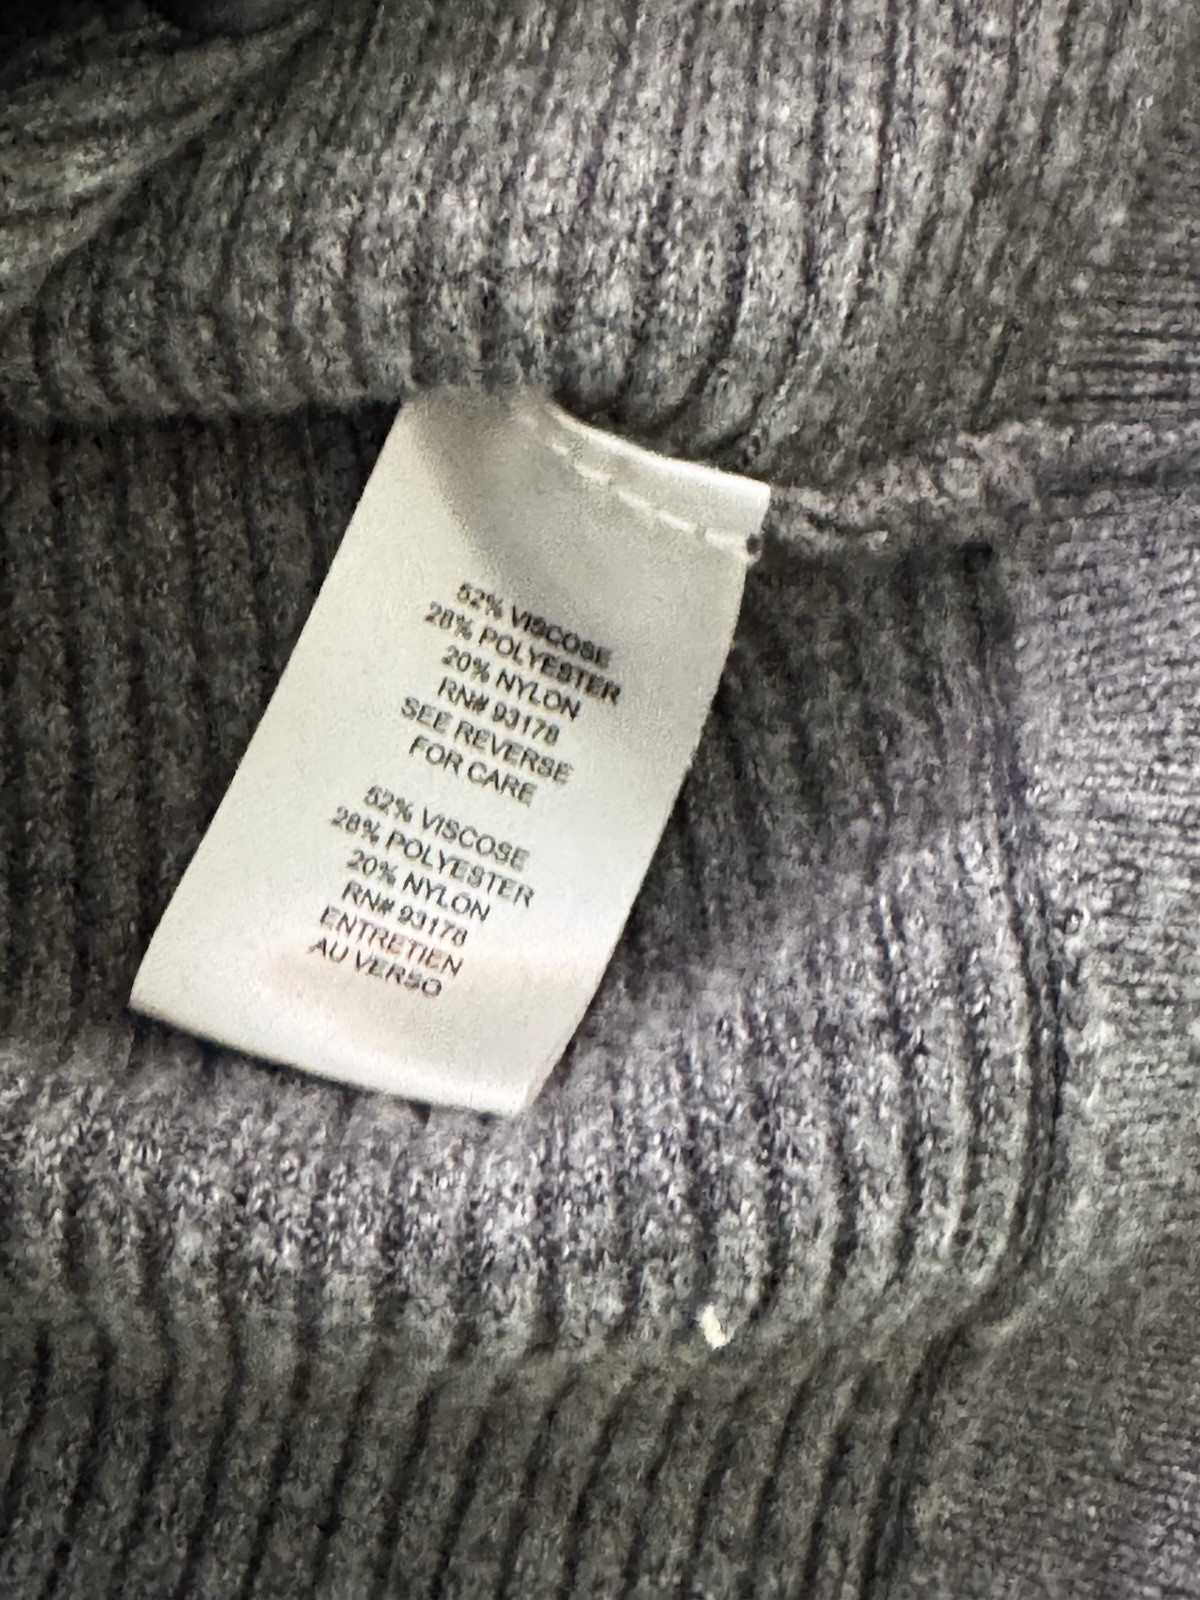 52% VISCOSE
28% POLYESTER
20% NYLON
RN# 93178
SEE REVERSE
FOR CARE
52% VISCOSE
28% POLYESTER
20% NYLON
RN# 93178
ENTRETIEN
AU VERSO